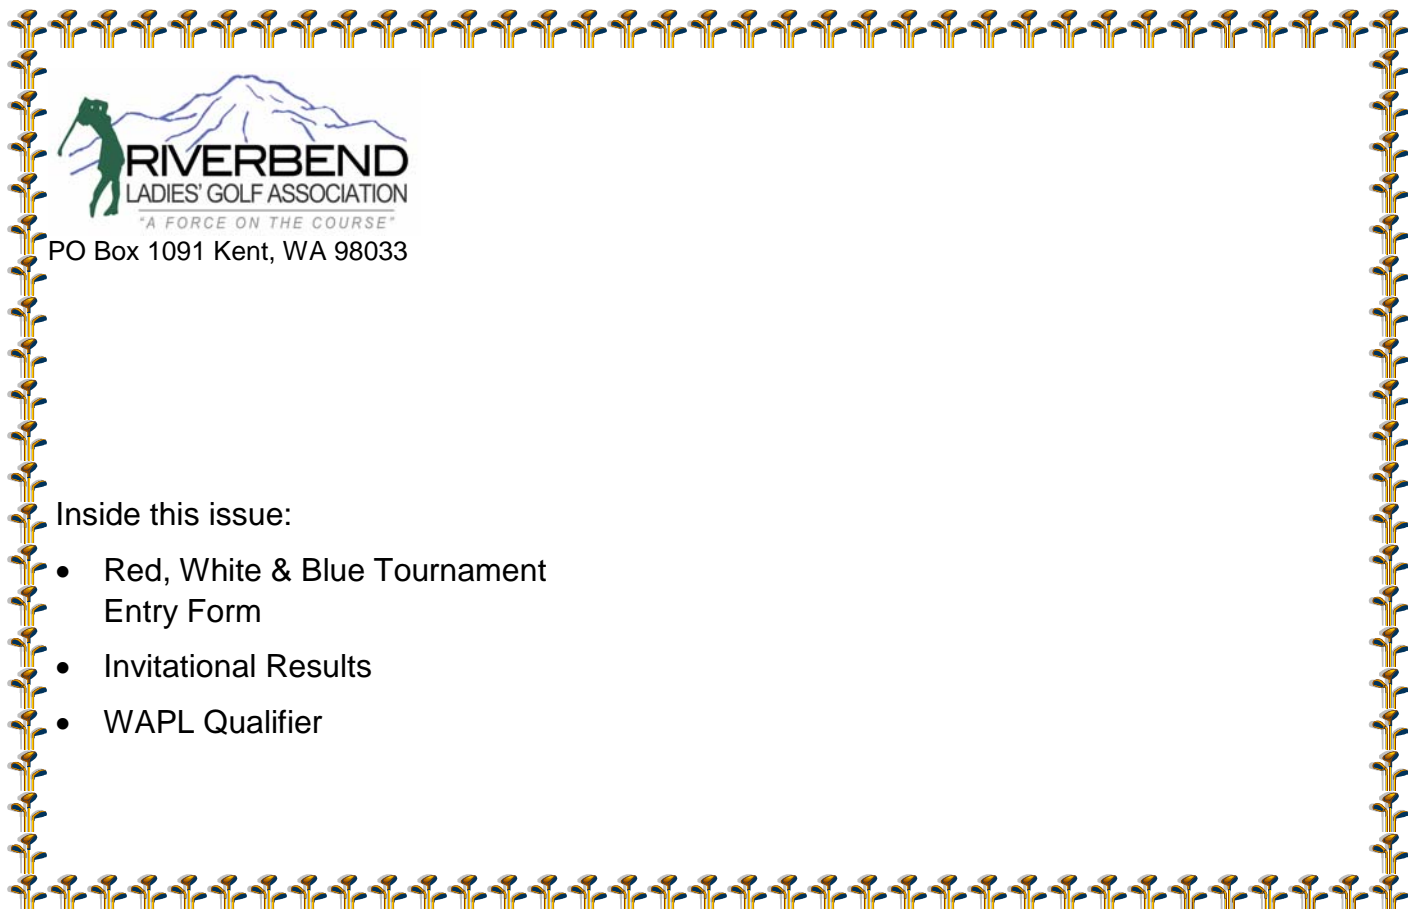 RIVERBEND
LADIES' GOLF ASSOCIATION
"A FORCE ON THE COURSE"
PO Box 1091 Kent, WA 98033
Inside this issue:
• Red, White & Blue Tournament
Entry Form
• Invitational Results
• WAPL Qualifier